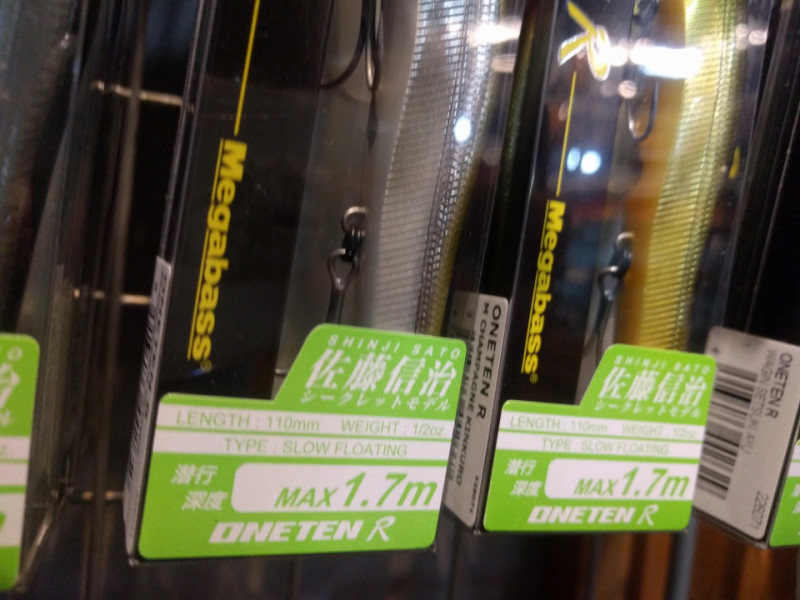 Megabass®
SHINJI SATO
佐藤信治
シークレットモデル
LENGTH : 110mm WEIGHT : 1/2oz
TYPE : SLOW FLOATING
潜行
深度
MAX 1.7m
ONETEN R
ONETEN R
M CHAMPAGNE KINKURO
R
Megabass®
SHINJI SATO
佐藤信治
シークレットモデル
LENGTH : 110mm WEIGHT : 1/2oz
TYPE : SLOW FLOATING
潜行
深度
MAX 1.7m
ONETEN R
ONETEN R